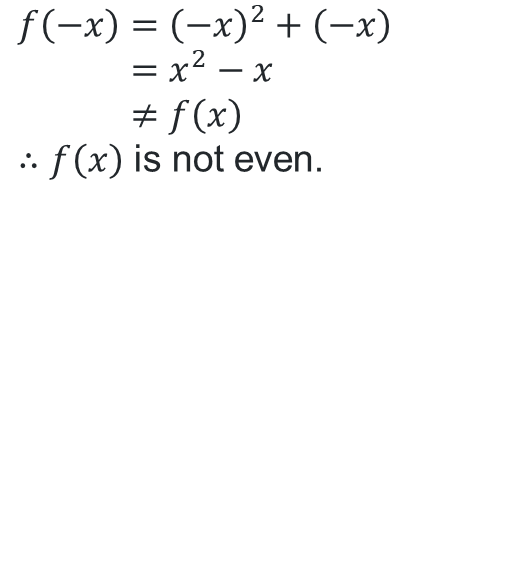 f(−x) = (−x)² + (−x)
= x² − x
≠ f(x)
∴ f(x) is not even.